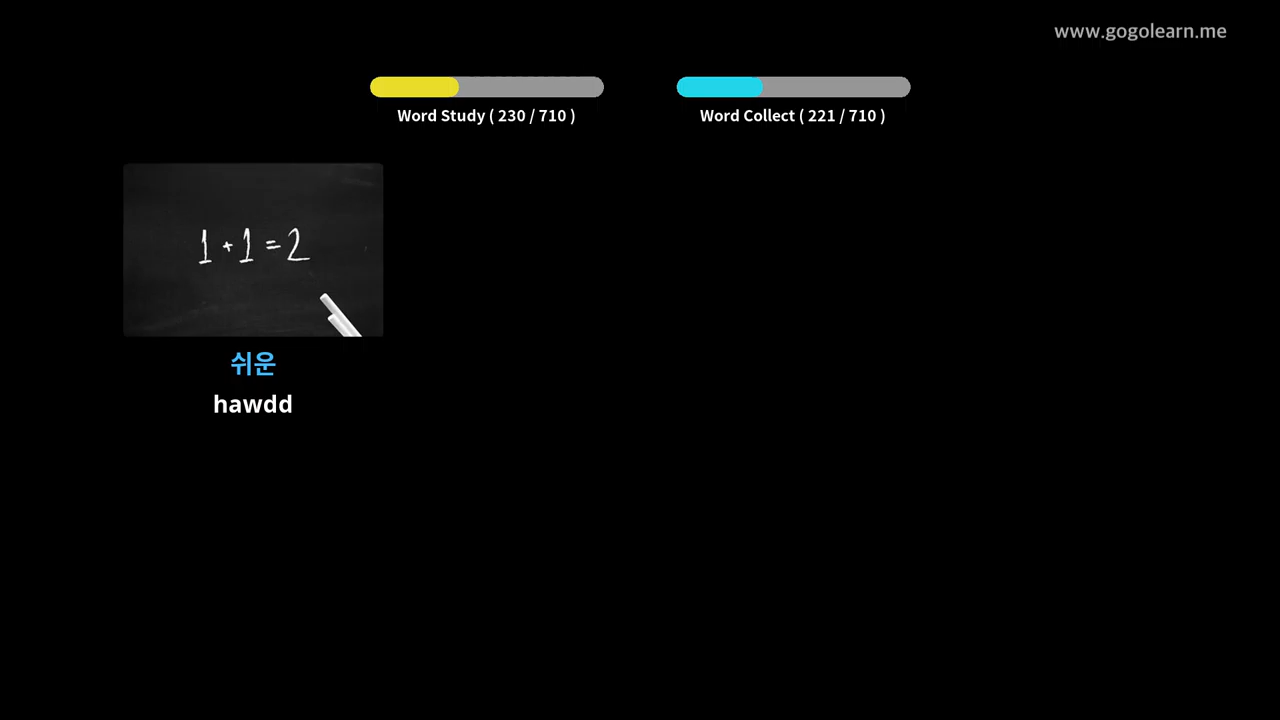 www.gogolearn.me
Word Study ( 230 / 710 )
Word Collect ( 221 / 710 )
1 + 1 = 2
쉬운
hawdd